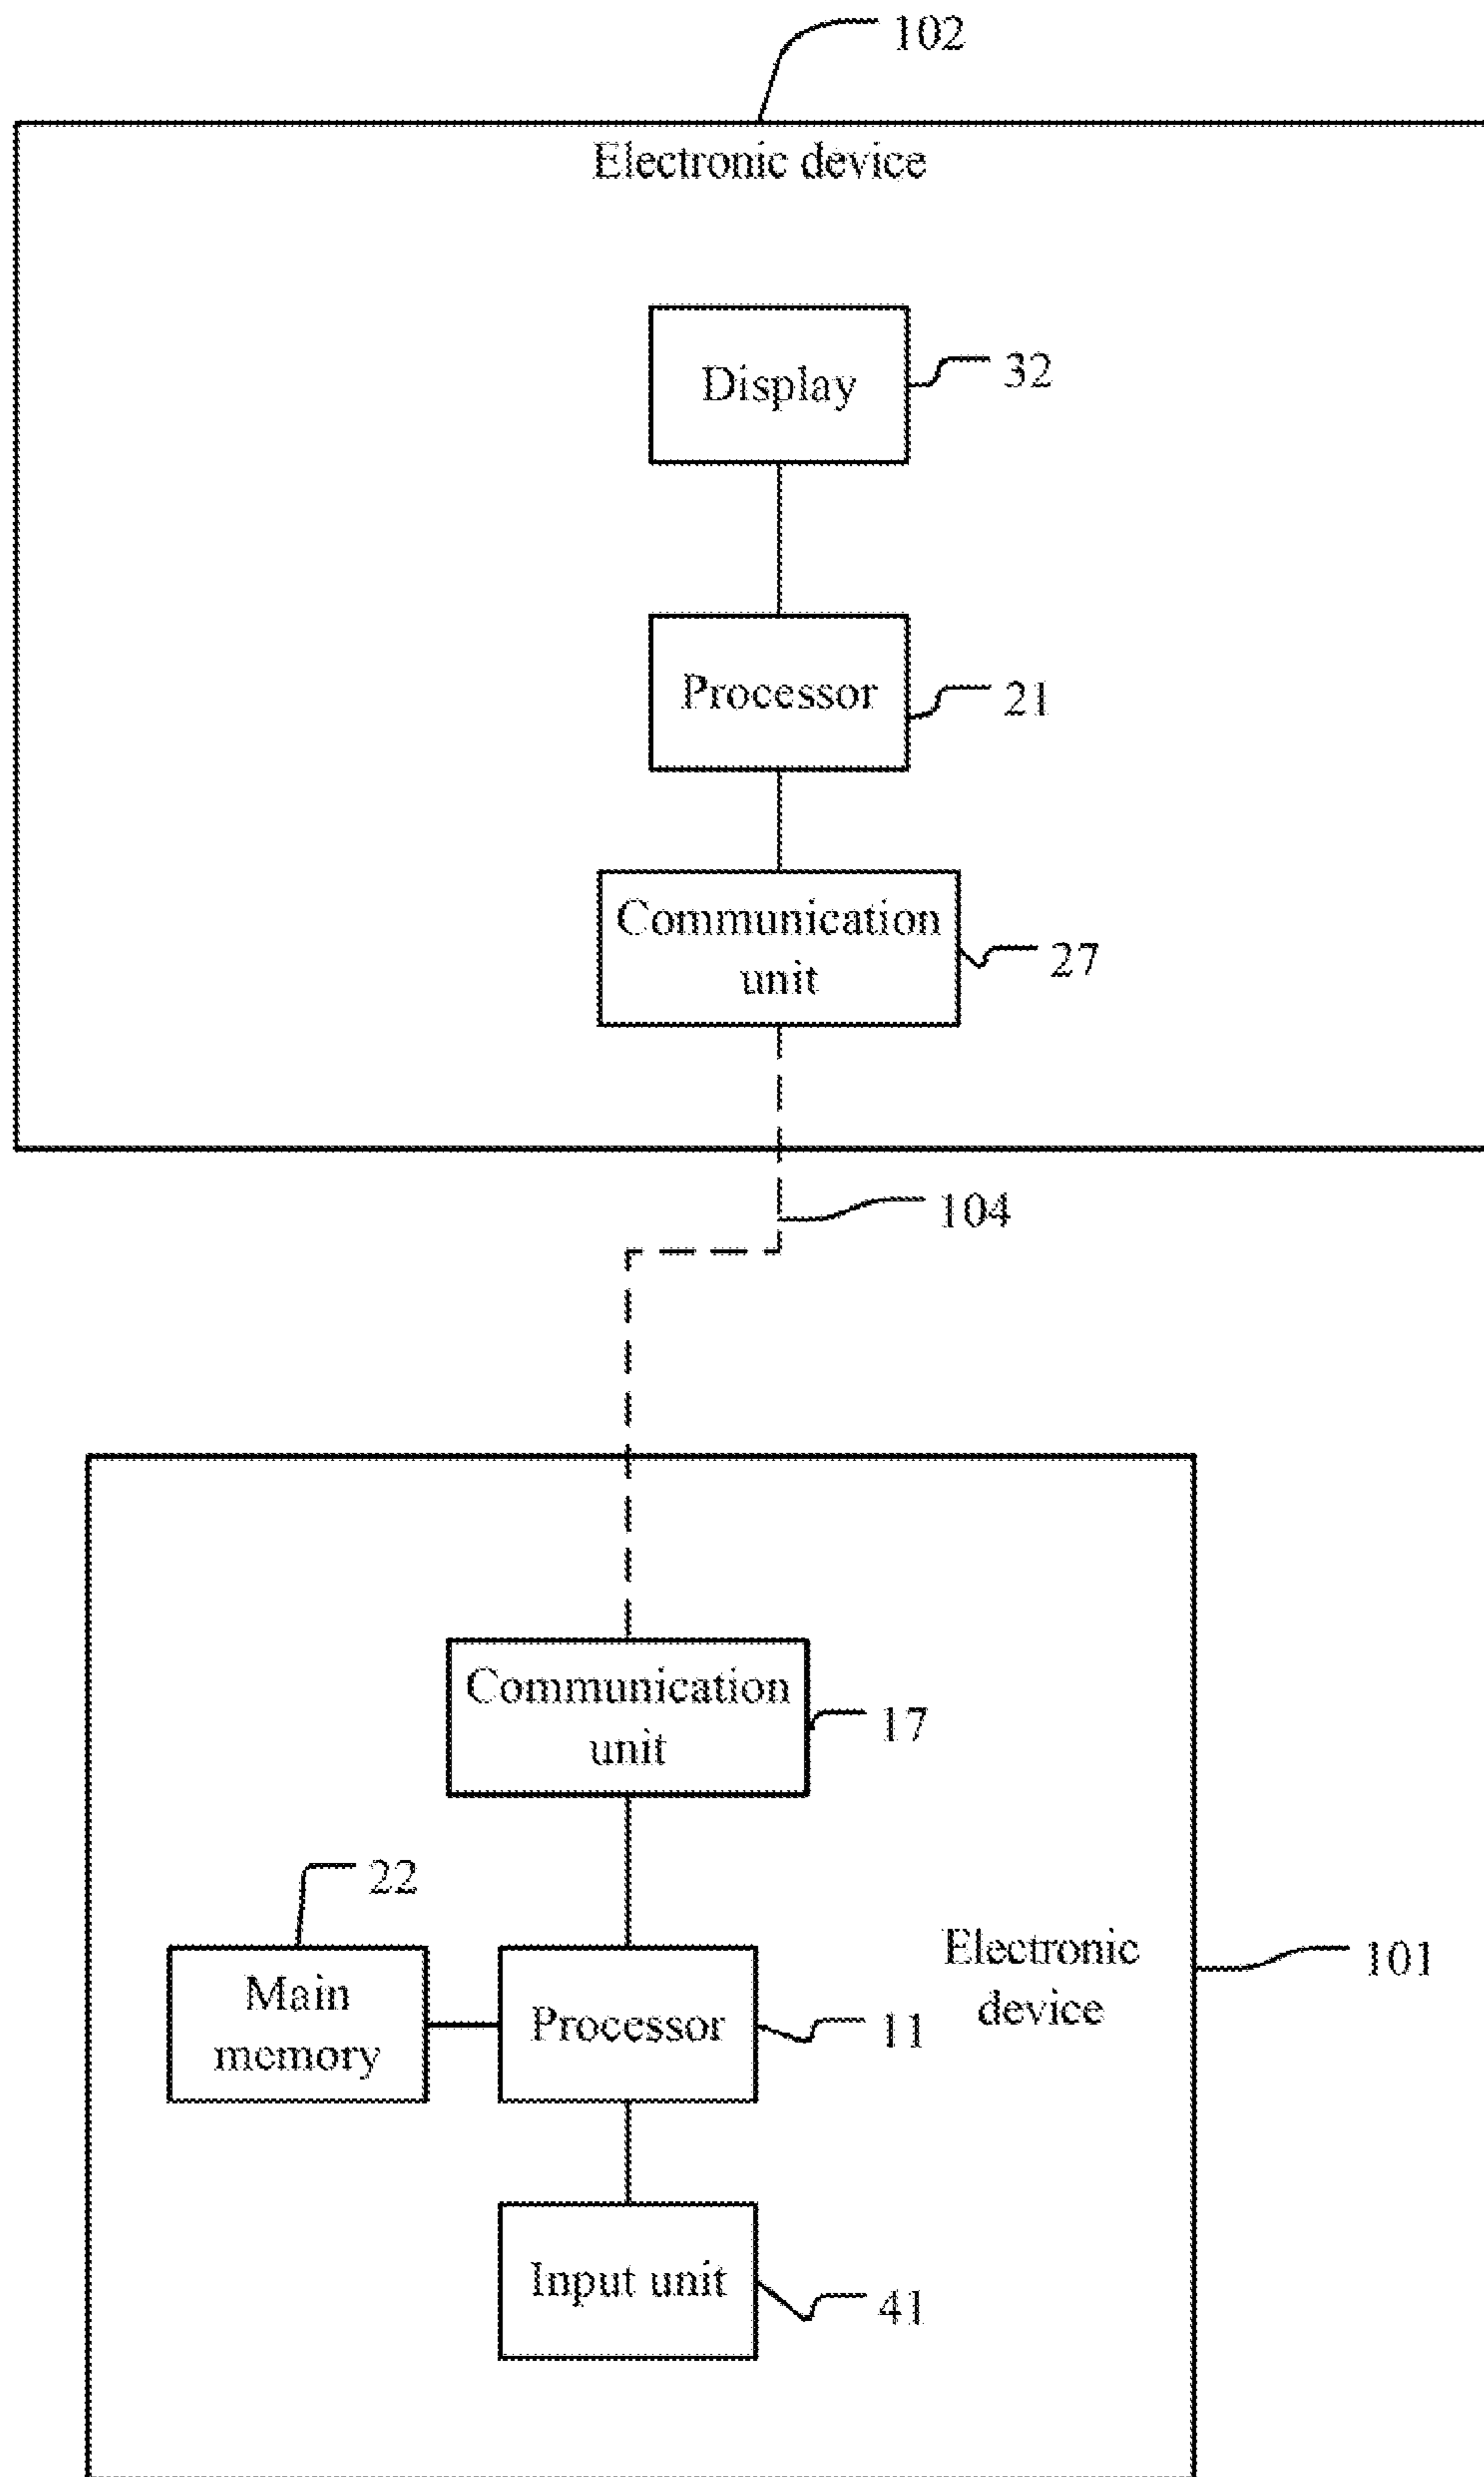 102
Electronic device
Display
32
Processor
21
Communication
unit
27
104
Communication
unit
17
22
Main
memory
Processor
11
Electronic
device
101
Input unit
41